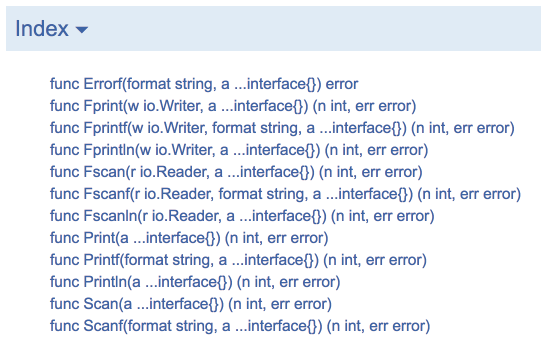 Index
func Errorf(format string, a ...interface{}) error
func Fprint(w io.Writer, a ...interface{}) (n int, err error)
func Fprintf(w io.Writer, format string, a ...interface{}) (n int, err error)
func Fprintln(w io.Writer, a ...interface{}) (n int, err error)
func Fscan(r io.Reader, a ...interface{}) (n int, err error)
func Fscanf(r io.Reader, format string, a ...interface{}) (n int, err error)
func Fscanln(r io.Reader, a ...interface{}) (n int, err error)
func Print(a ...interface{}) (n int, err error)
func Printf(format string, a ...interface{}) (n int, err error)
func Println(a ...interface{}) (n int, err error)
func Scan(a ...interface{}) (n int, err error)
func Scanf(format string, a ...interface{}) (n int, err error)